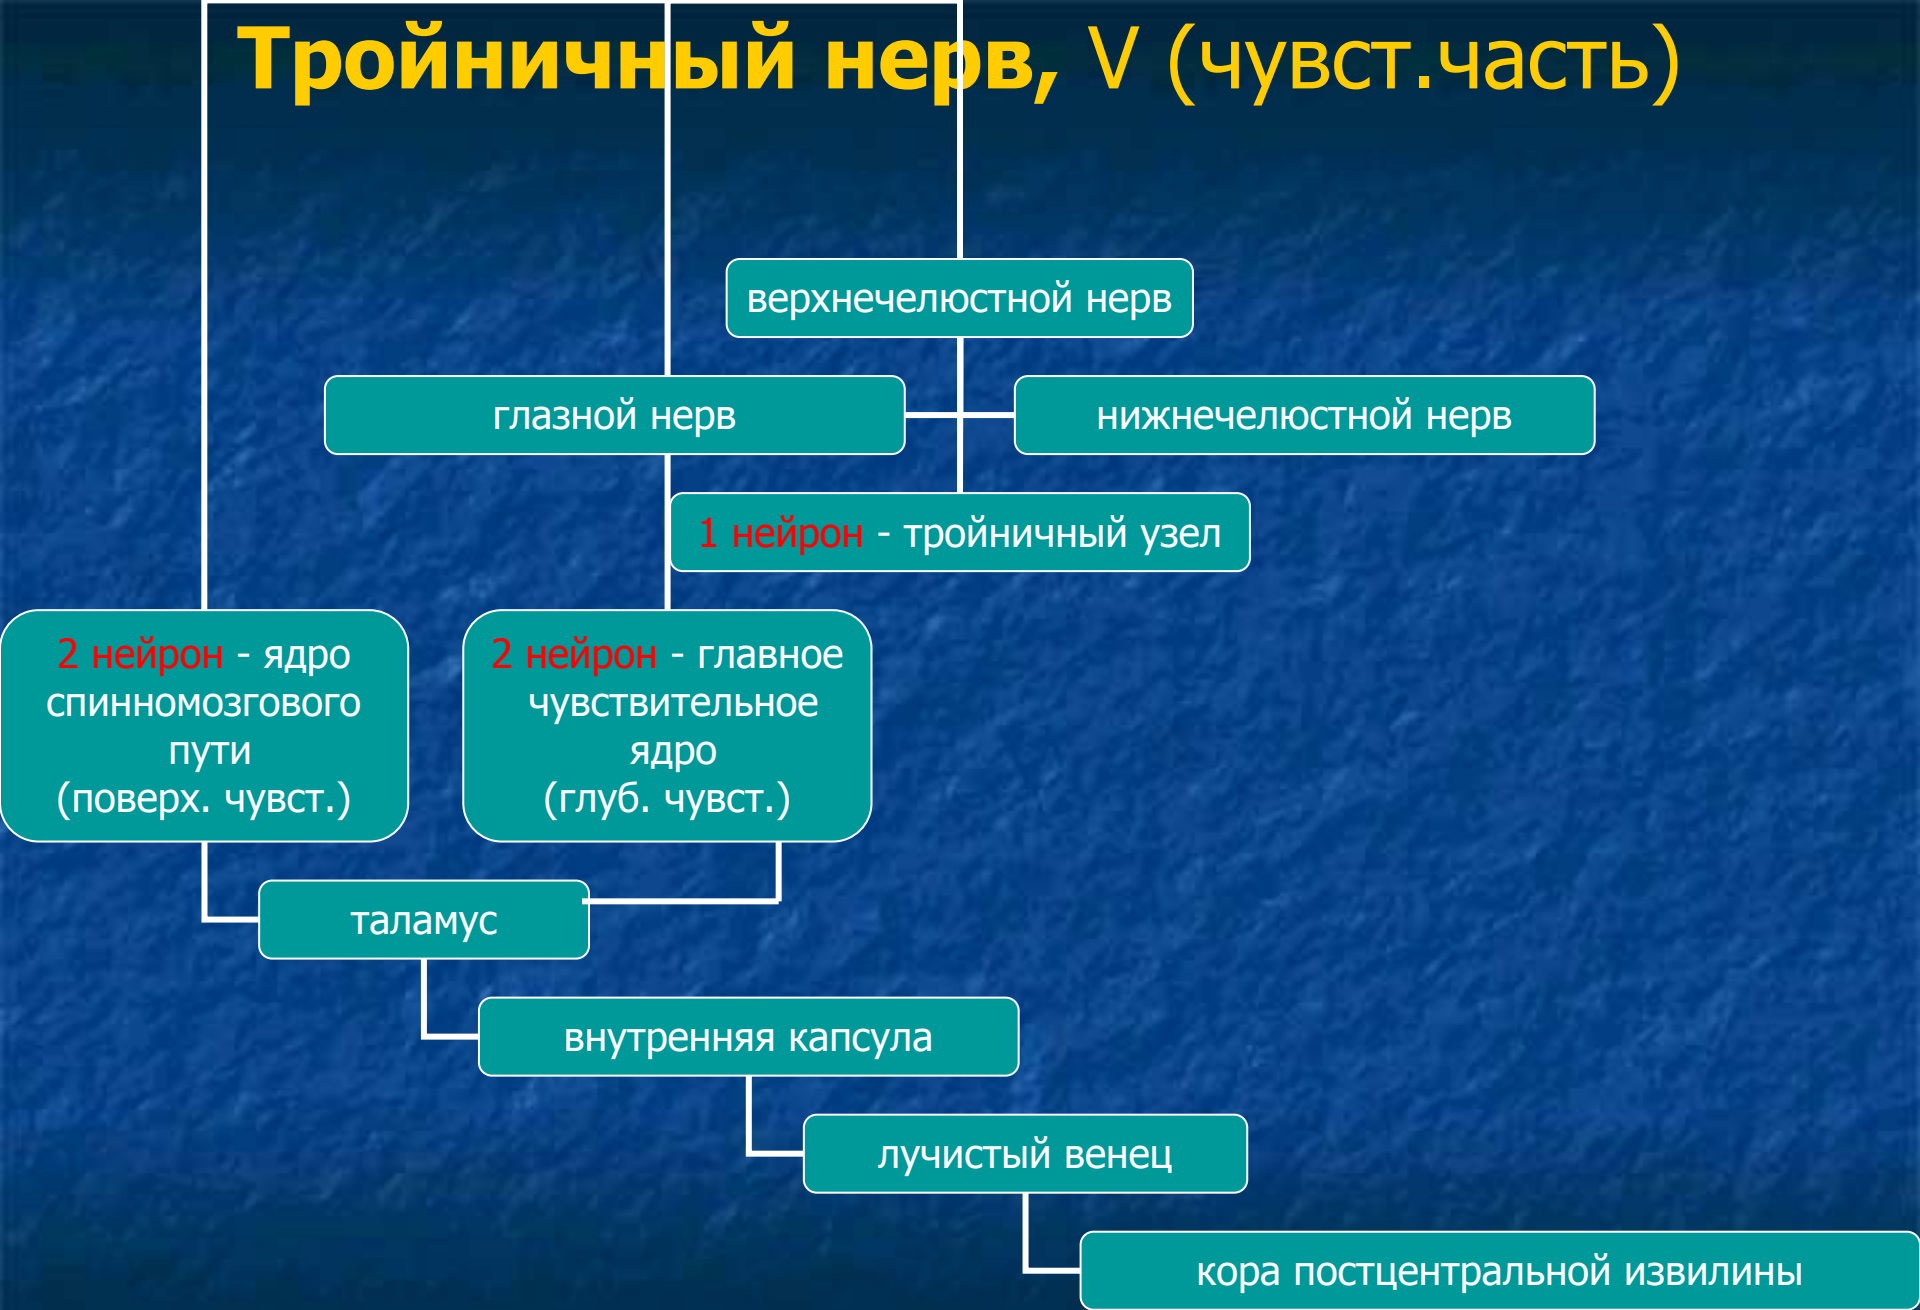 Тройничный нерв, V (чувст.часть)
верхнечелюстной нерв
глазной нерв
нижнечелюстной нерв
1 нейрон - тройничный узел
2 нейрон - ядро
спинномозгового
пути
(поверх. чувст.)
2 нейрон - главное
чувствительное
ядро
(глуб. чувст.)
таламус
внутренняя капсула
лучистый венец
кора постцентральной извилины